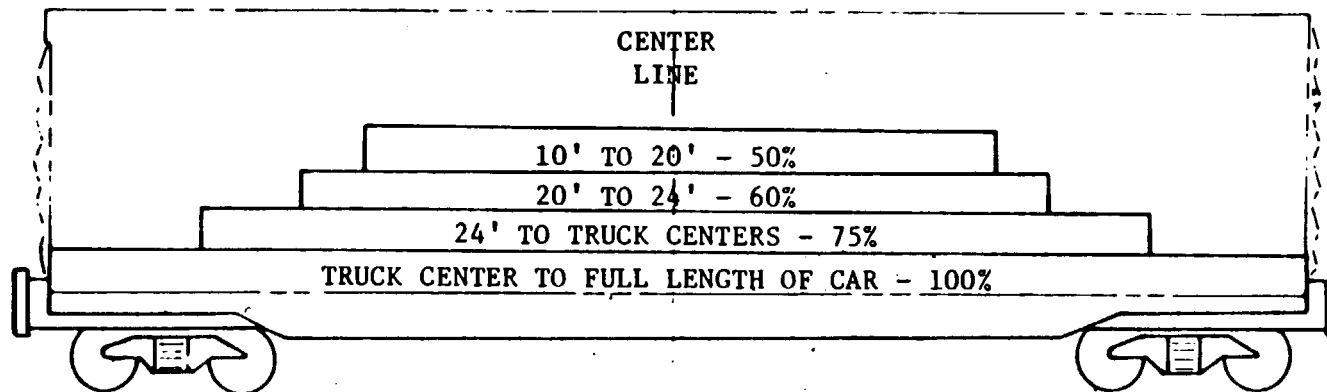 CENTER
LINE
10' TO 20' - 50%
20' TO 24' - 60%
24' TO TRUCK CENTERS - 75%
TRUCK CENTER TO FULL LENGTH OF CAR - 100%